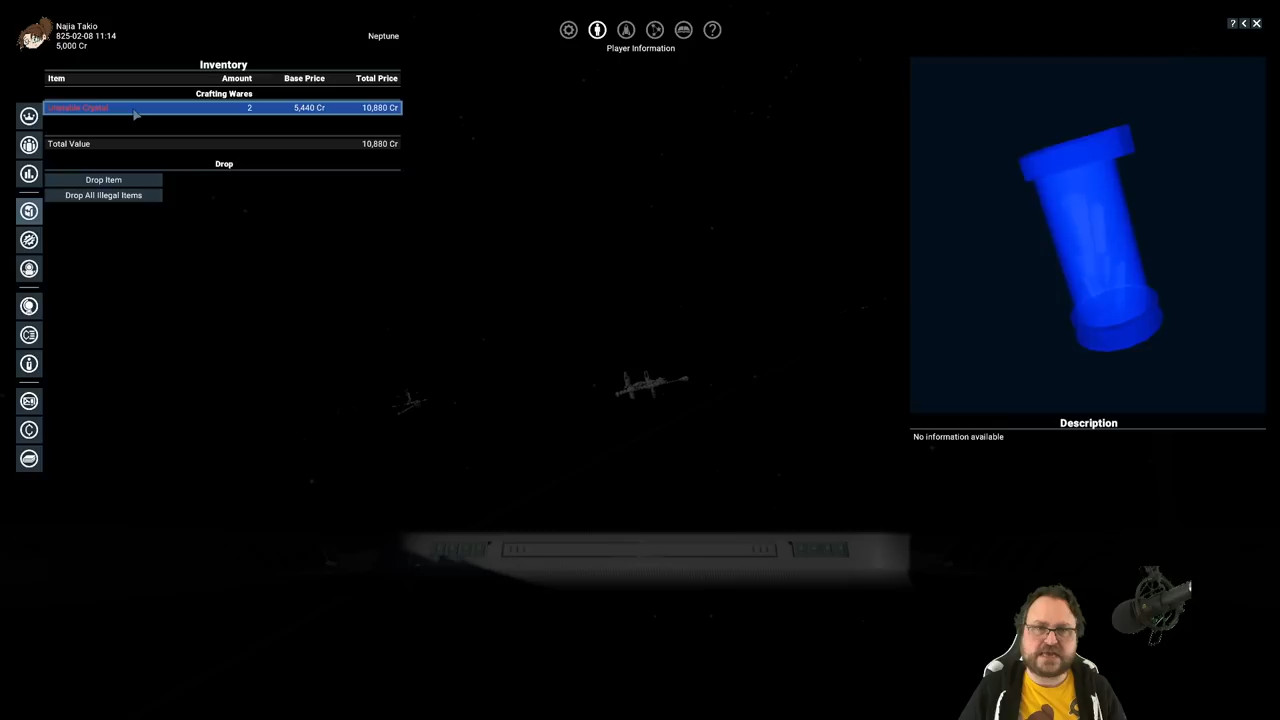 Najia Takio
825-02-08 11:14
5,000 Cr
Neptune
Player Information
? < ×
Inventory
Item Amount Base Price Total Price
Crafting Wares
Unstable Crystal 2 5,440 Cr 10,880 Cr
Total Value 10,880 Cr
Drop
Drop Item
Drop All Illegal Items
Description
No information available